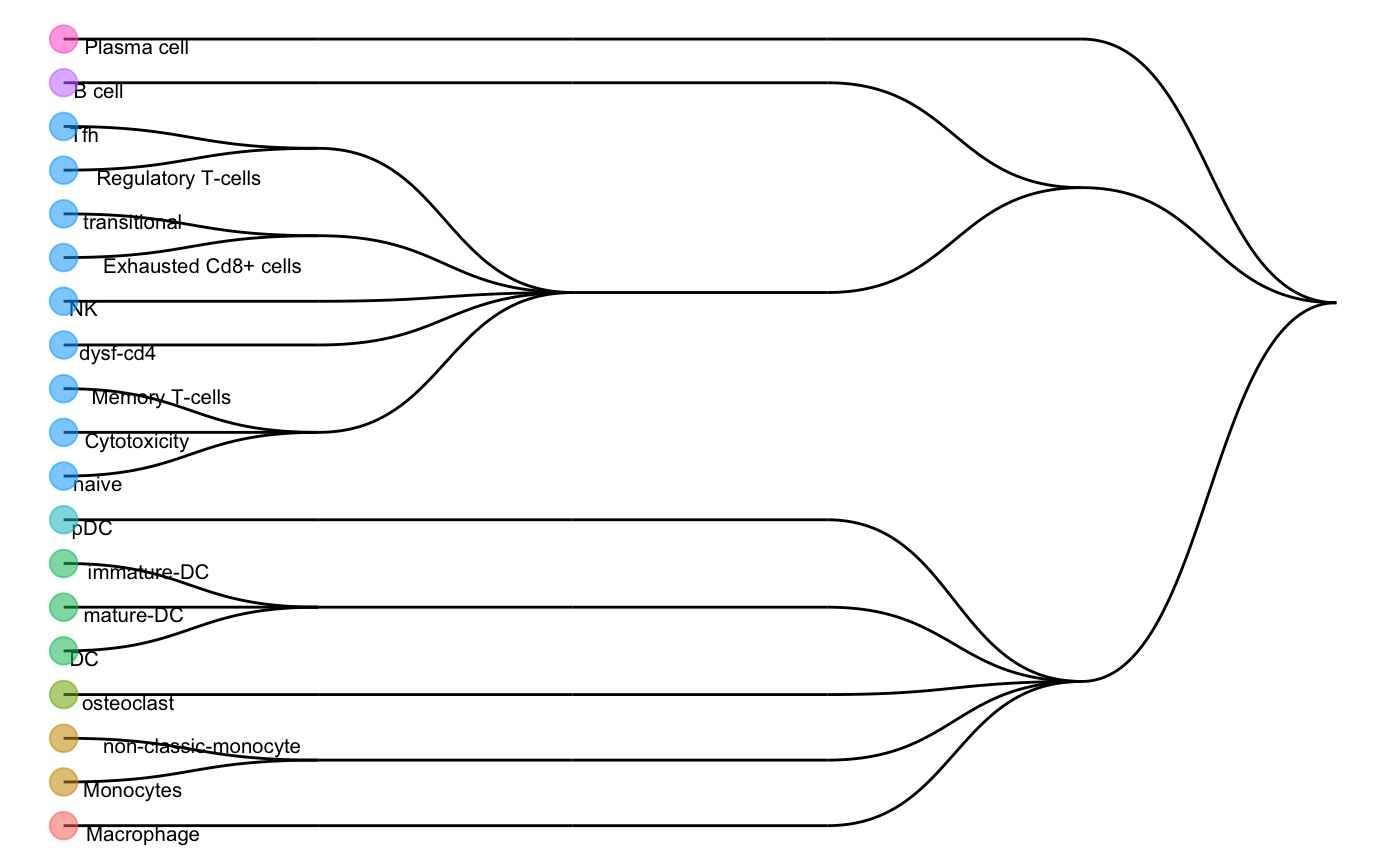 Plasma cell
B cell
Tfh
Regulatory T-cells
transitional
Exhausted Cd8+ cells
NK
dysf-cd4
Memory T-cells
Cytotoxicity
naive
pDC
immature-DC
mature-DC
DC
osteoclast
non-classic-monocyte
Monocytes
Macrophage